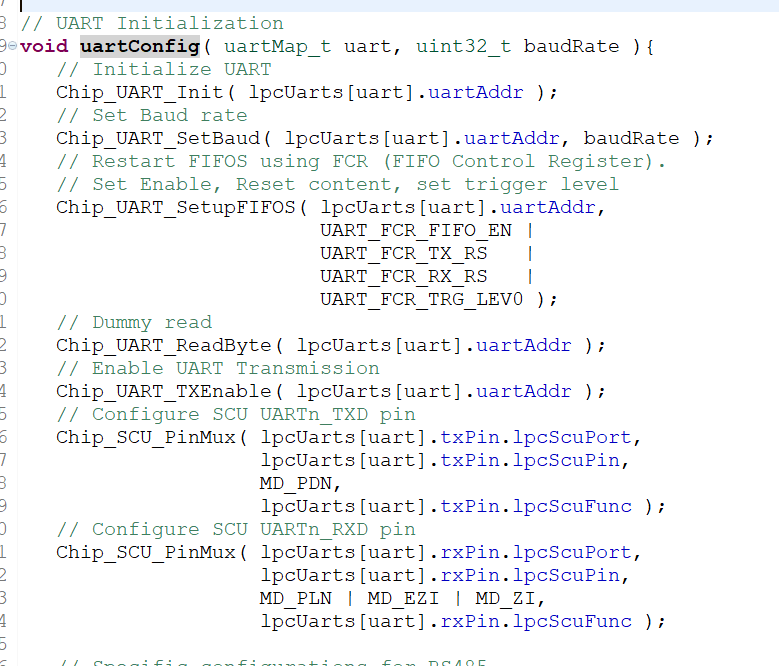 // UART Initialization
void uartConfig( uartMap_t uart, uint32_t baudRate ){
// Initialize UART
Chip_UART_Init( lpcUarts[uart].uartAddr );
// Set Baud rate
Chip_UART_SetBaud( lpcUarts[uart].uartAddr, baudRate );
// Restart FIFOS using FCR (FIFO Control Register).
// Set Enable, Reset content, set trigger level
Chip_UART_SetupFIFOS( lpcUarts[uart].uartAddr,
UART_FCR_FIFO_EN |
UART_FCR_TX_RS |
UART_FCR_RX_RS |
UART_FCR_TRG_LEV0 );
// Dummy read
Chip_UART_ReadByte( lpcUarts[uart].uartAddr );
// Enable UART Transmission
Chip_UART_TXEnable( lpcUarts[uart].uartAddr );
// Configure SCU UARTn_TXD pin
Chip_SCU_PinMux( lpcUarts[uart].txPin.lpcScuPort,
lpcUarts[uart].txPin.lpcScuPin,
MD_PDN,
lpcUarts[uart].txPin.lpcScuFunc );
// Configure SCU UARTn_RXD pin
Chip_SCU_PinMux( lpcUarts[uart].rxPin.lpcScuPort,
lpcUarts[uart].rxPin.lpcScuPin,
MD_PLN | MD_EZI | MD_ZI,
lpcUarts[uart].rxPin.lpcScuFunc );
// Specific configurations for RS485